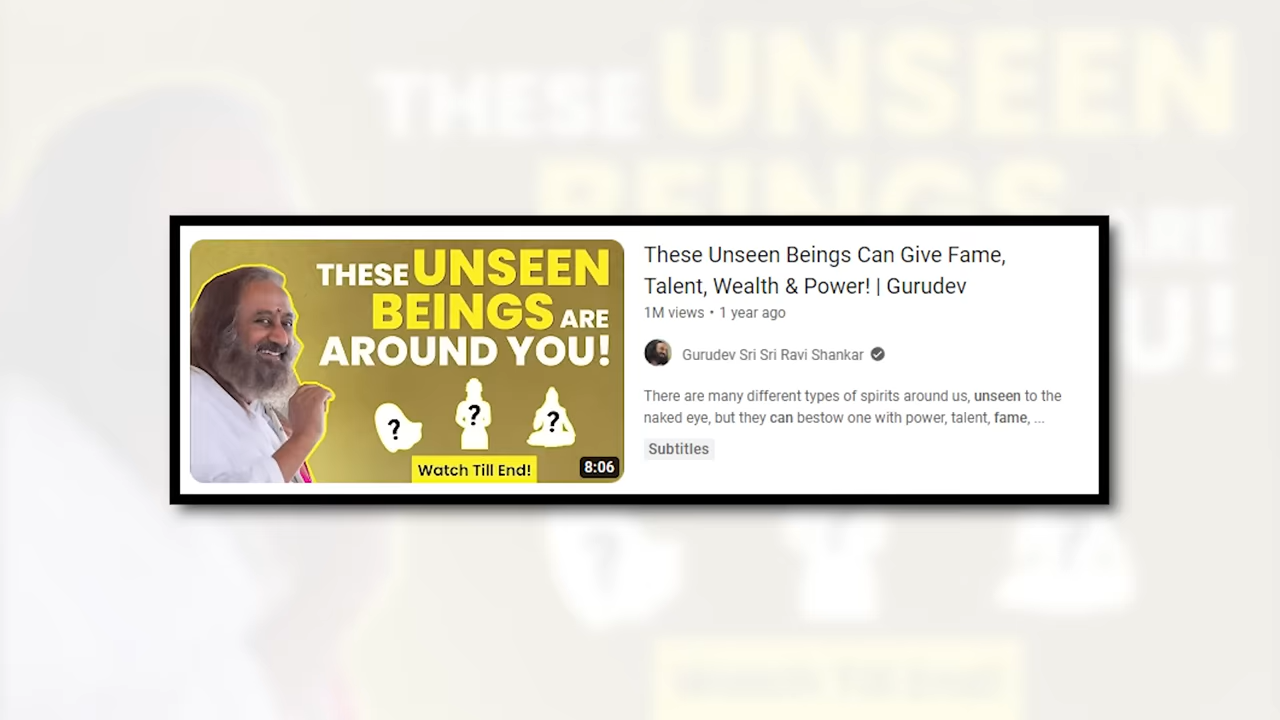 THESE UNSEEN
BEINGS ARE
AROUND YOU!
? ? ?
Watch Till End!
8:06
These Unseen Beings Can Give Fame,
Talent, Wealth & Power! | Gurudev
1M views • 1 year ago
Gurudev Sri Sri Ravi Shankar
There are many different types of spirits around us, unseen to the
naked eye, but they can bestow one with power, talent, fame, ...
Subtitles